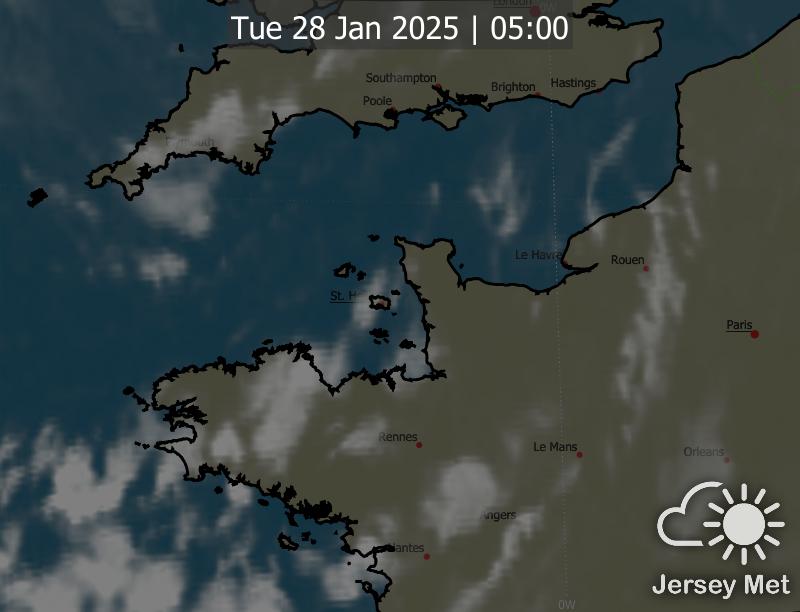 London
0W
Tue 28 Jan 2025 | 05:00
Southampton
Brighton
Hastings
Poole
Plymouth
Le Havre
Rouen
St. H
Paris
Rennes
Le Mans
Orleans
Angers
Nantes
Jersey Met
0W